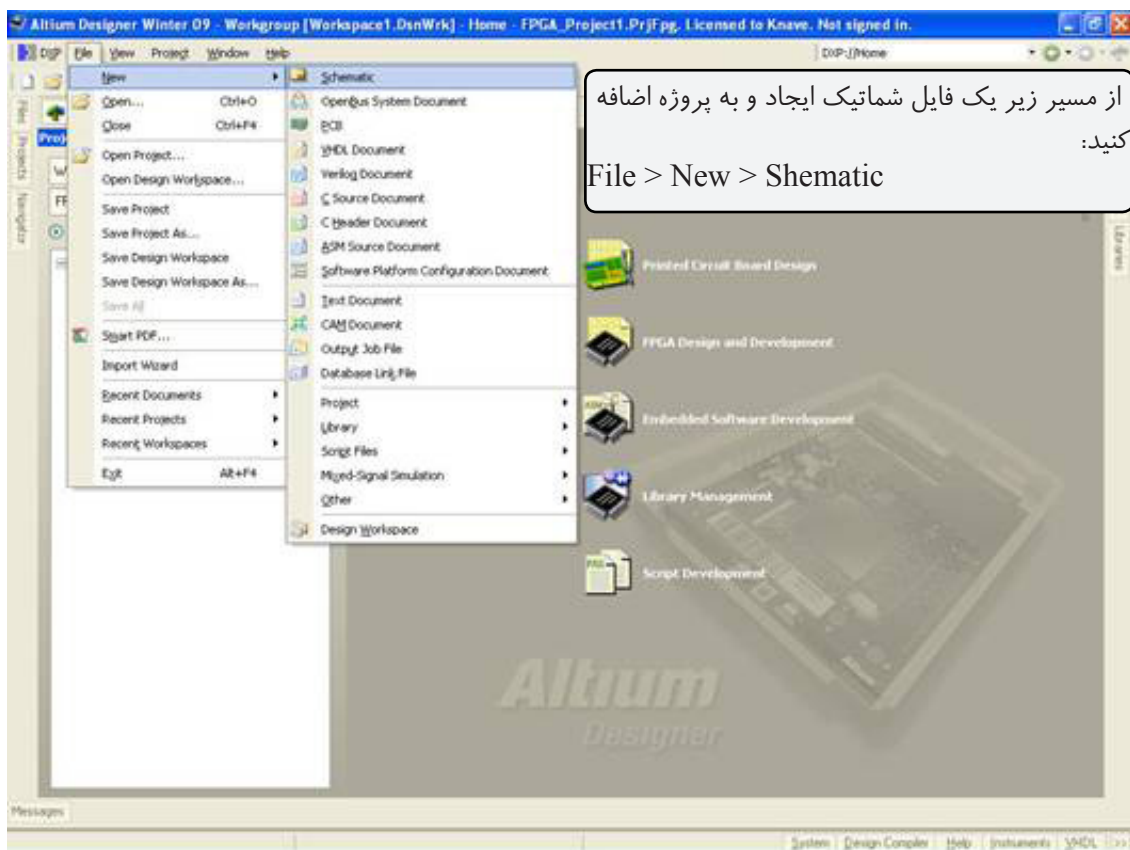 Altium Designer Winter 09 - Workgroup [Workspace1.DsnWrk] - Home - FPGA_Project1.PrjFpg. Licensed to Knave. Not signed in.
DXP File View Project Window Help
DXP://Home
New
Open... Ctrl+O
Close Ctrl+F4
Open Project...
Open Design Workspace...
Save Project
Save Project As...
Save Design Workspace
Save Design Workspace As...
Save All
Smart PDF...
Import Wizard
Recent Documents
Recent Projects
Recent Workspaces
Exit Alt+F4
Schematic
OpenBus System Document
PCB
VHDL Document
Verilog Document
C Source Document
C Header Document
ASM Source Document
Software Platform Configuration Document
Text Document
CAM Document
Output Job File
Database Link File
Project
Library
Script Files
Mixed-Signal Simulation
Other
Design Workspace
از مسیر زیر یک فایل شماتیک ایجاد و به پروژه اضافه
کنید:
File > New > Shematic
Files
Projects
Navigator
Libraries
Printed Circuit Board Design
FPGA Design and Development
Embedded Software Development
Library Management
Script Development
Altium
Designer
Messages
System Design Compiler Help Instruments VHDL >>